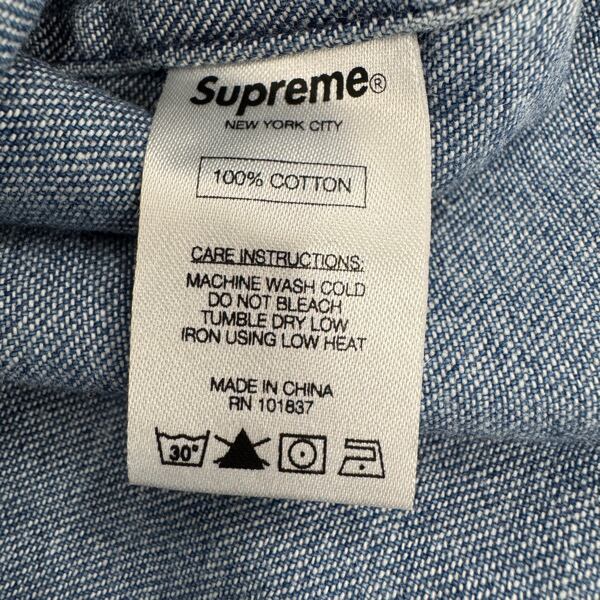 Supreme®
NEW YORK CITY
100% COTTON
CARE INSTRUCTIONS:
MACHINE WASH COLD
DO NOT BLEACH
TUMBLE DRY LOW
IRON USING LOW HEAT
MADE IN CHINA
RN 101837
30°